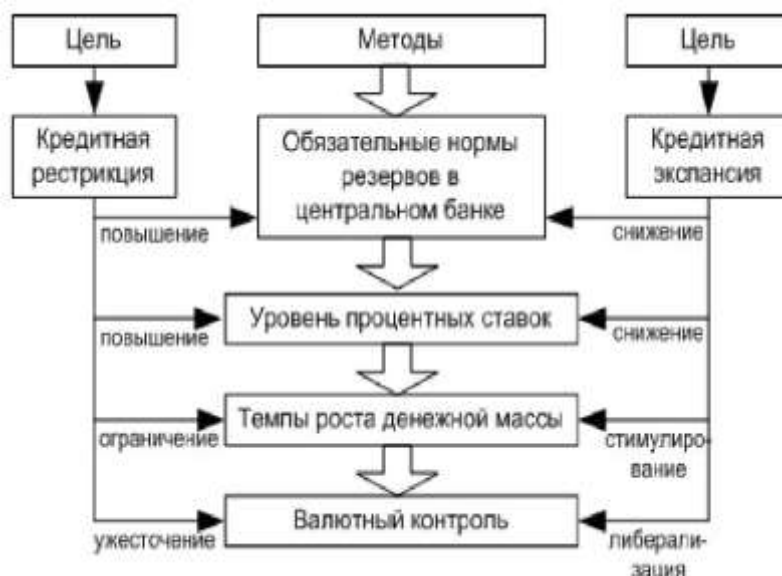 Цель
Методы
Цель
Кредитная
рестрикция
Обязательные нормы
резервов в
центральном банке
Кредитная
экспансия
повышение
снижение
Уровень процентных ставок
повышение
снижение
Темпы роста денежной массы
ограничение
стимулиро-
вание
Валютный контроль
ужесточение
либерали-
зация